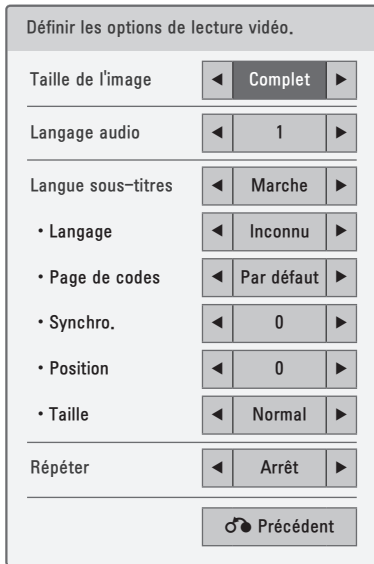 Définir les options de lecture vidéo.
Taille de l'image ◀ Complet ▶
Langage audio ◀ 1 ▶
Langue sous-titres ◀ Marche ▶
• Langage ◀ Inconnu ▶
• Page de codes ◀ Par défaut ▶
• Synchro. ◀ 0 ▶
• Position ◀ 0 ▶
• Taille ◀ Normal ▶
Répéter ◀ Arrêt ▶
Précédent